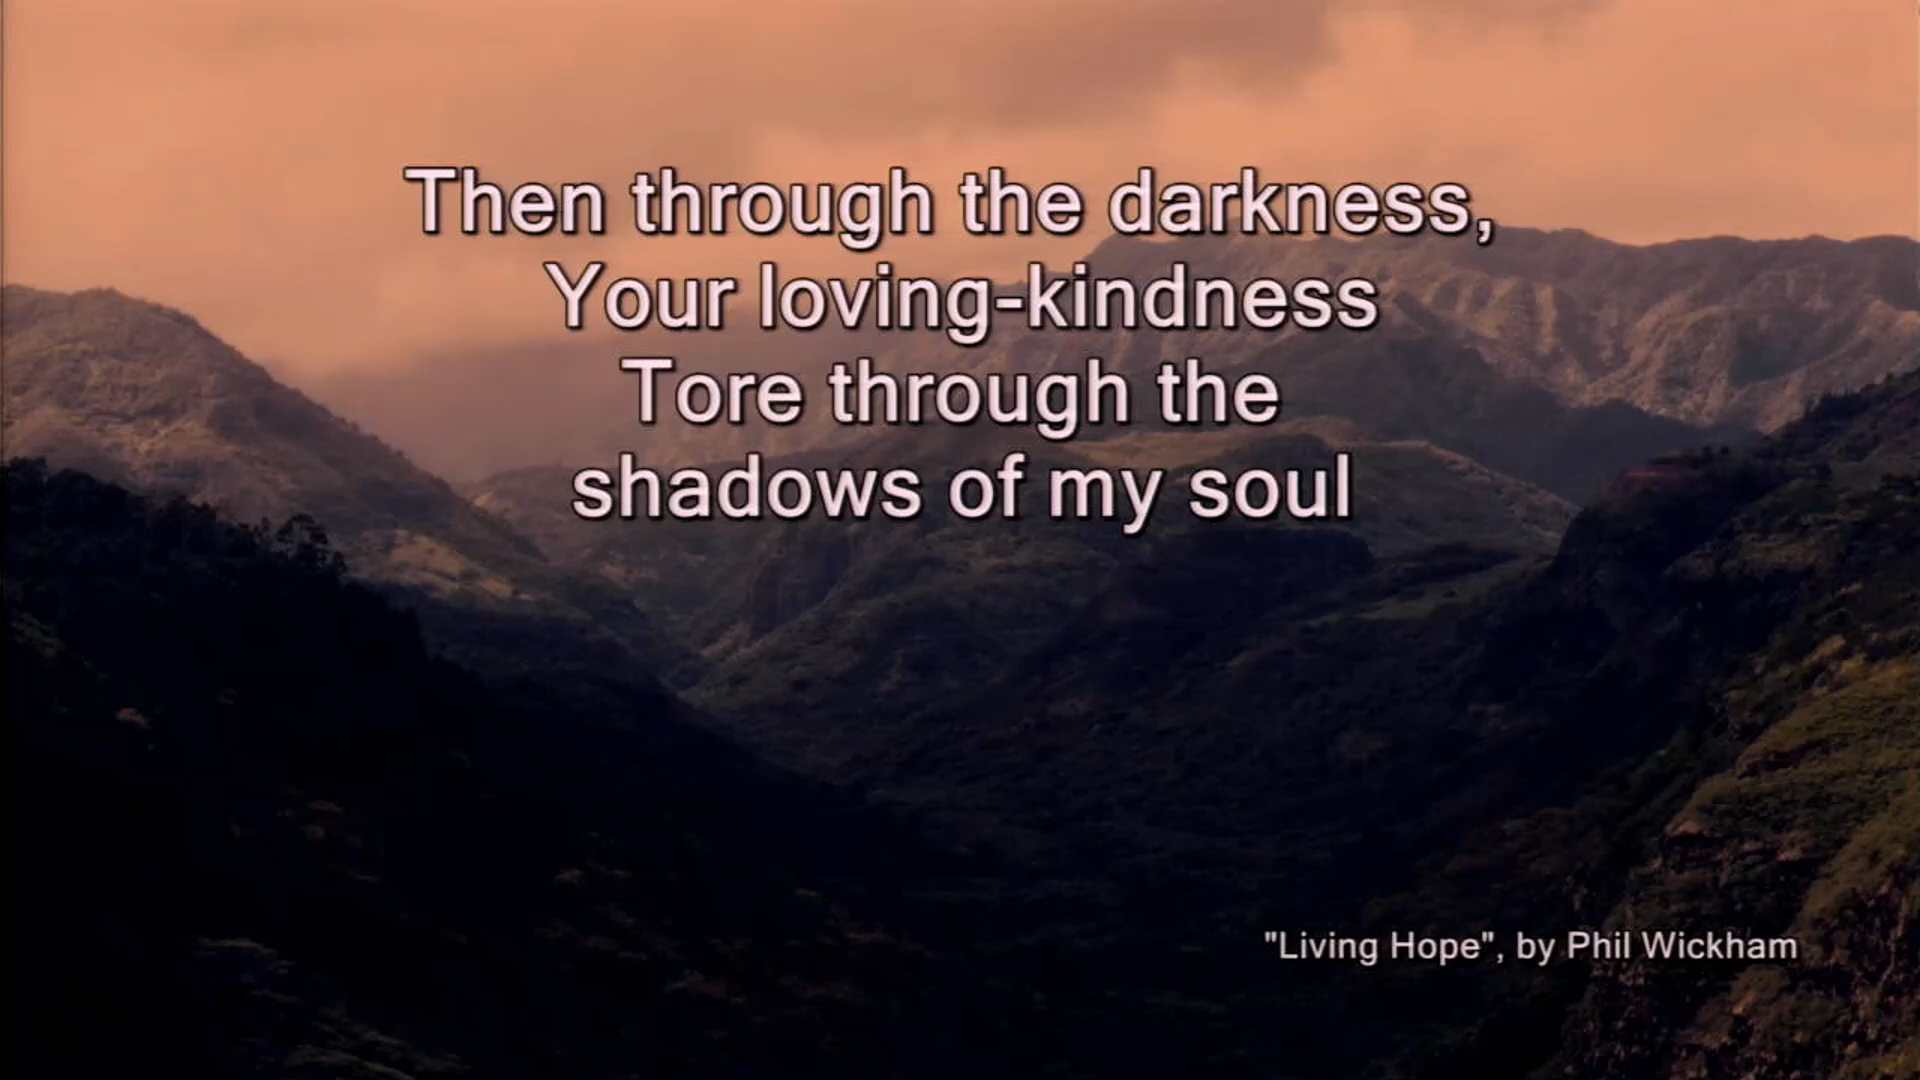 Then through the darkness,
Your loving-kindness
Tore through the
shadows of my soul
"Living Hope", by Phil Wickham